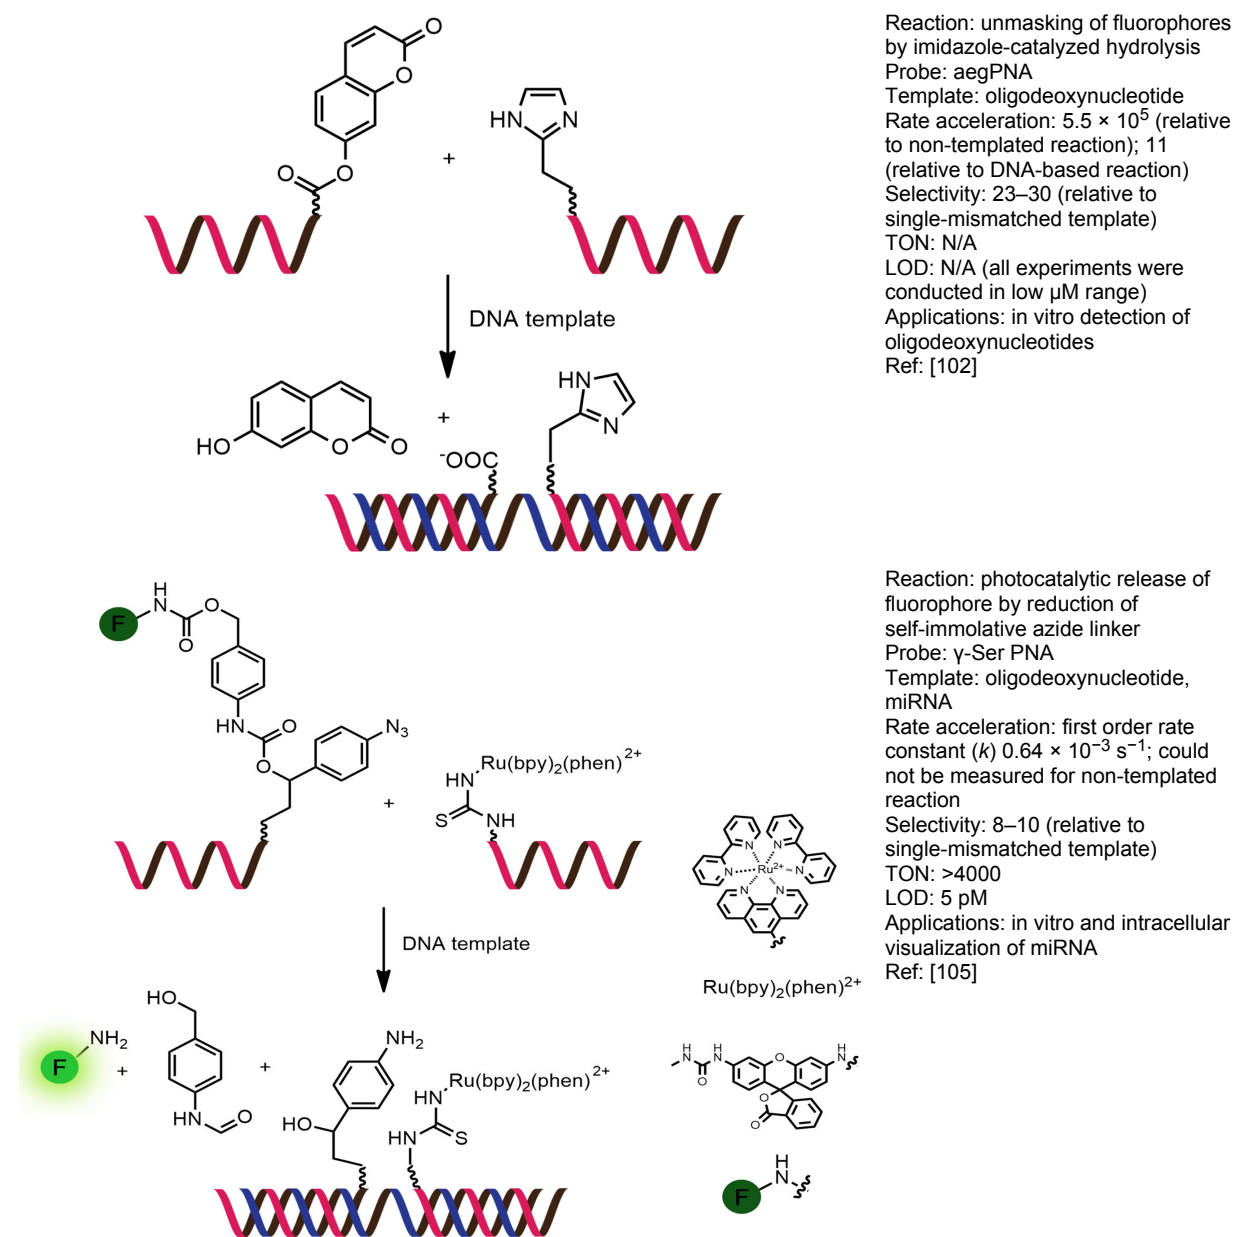 O
O
O
O
HN
N
+
Reaction: unmasking of fluorophores
by imidazole-catalyzed hydrolysis
Probe: aegPNA
Template: oligodeoxynucleotide
Rate acceleration: 5.5 × 10⁵ (relative
to non-templated reaction); 11
(relative to DNA-based reaction)
Selectivity: 23–30 (relative to
single-mismatched template)
TON: N/A
LOD: N/A (all experiments were
conducted in low µM range)
Applications: in vitro detection of
oligodeoxynucleotides
Ref: [102]
DNA template
HO
O
O
+
⁻OOC
HN
N
F
H
N
O
O
HN
O
O
N₃
+
Ru(bpy)₂(phen)²⁺
HN
S
NH
N
N
N
N
N
N
Ru²⁺
Reaction: photocatalytic release of
fluorophore by reduction of
self-immolative azide linker
Probe: γ-Ser PNA
Template: oligodeoxynucleotide,
miRNA
Rate acceleration: first order rate
constant (k) 0.64 × 10⁻³ s⁻¹; could
not be measured for non-templated
reaction
Selectivity: 8–10 (relative to
single-mismatched template)
TON: >4000
LOD: 5 pM
Applications: in vitro and intracellular
visualization of miRNA
Ref: [105]
DNA template
Ru(bpy)₂(phen)²⁺
F
NH₂
+
HO
HN
O
+
NH₂
HO
Ru(bpy)₂(phen)²⁺
HN
HN
S
H
N
H
N
O
O
H
N
O
O
F
H
N